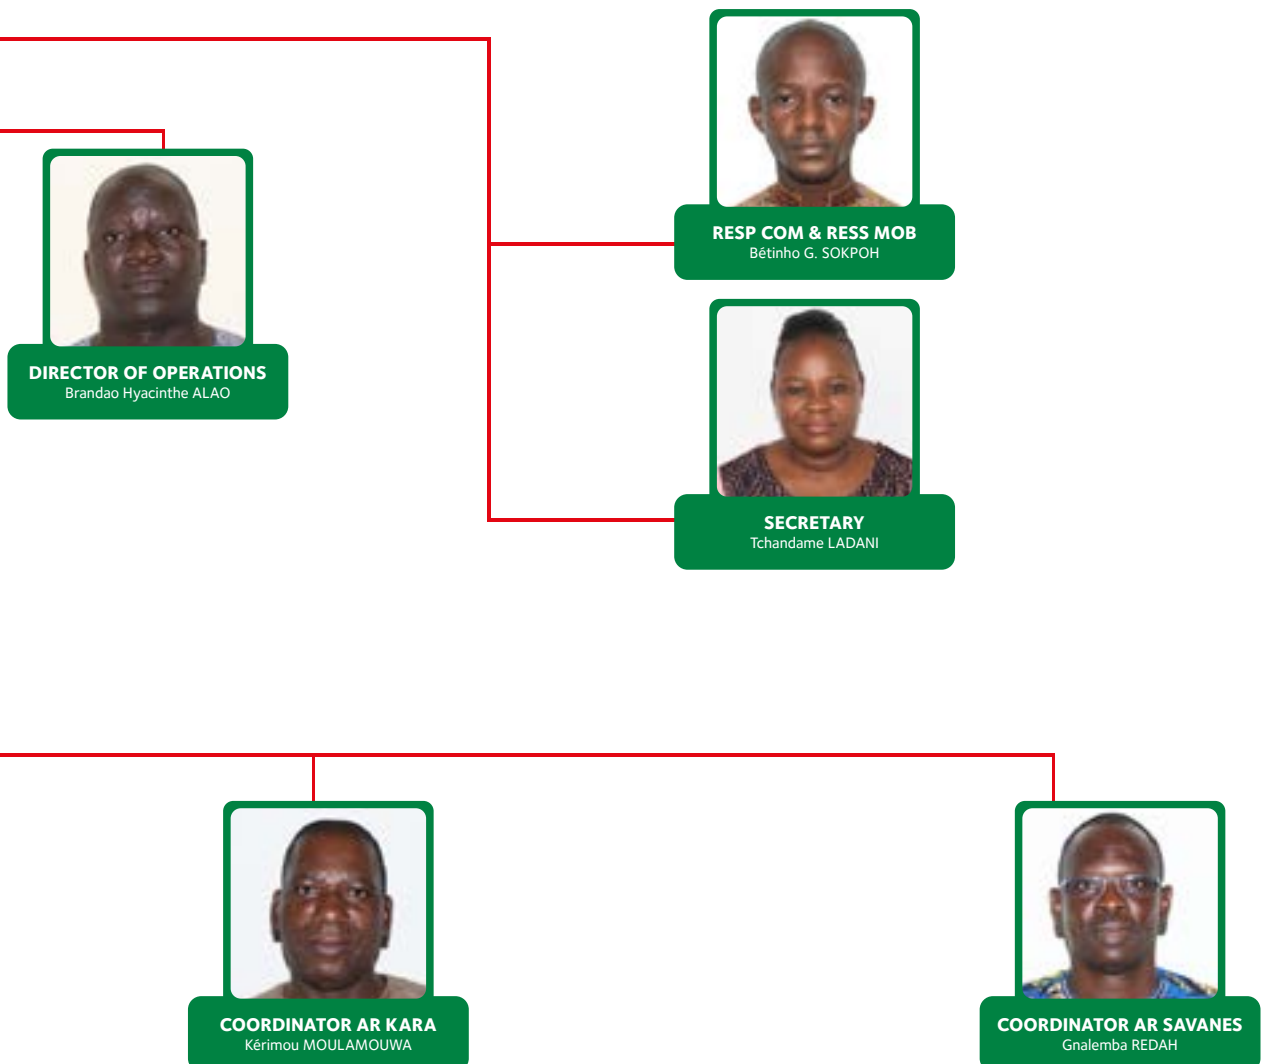 RESP COM & RESS MOB
Bétinho G. SOKPOH
DIRECTOR OF OPERATIONS
Brandao Hyacinthe ALAO
SECRETARY
Tchandame LADANI
COORDINATOR AR KARA
Kérimou MOULAMOUWA
COORDINATOR AR SAVANES
Gnalemba REDAH